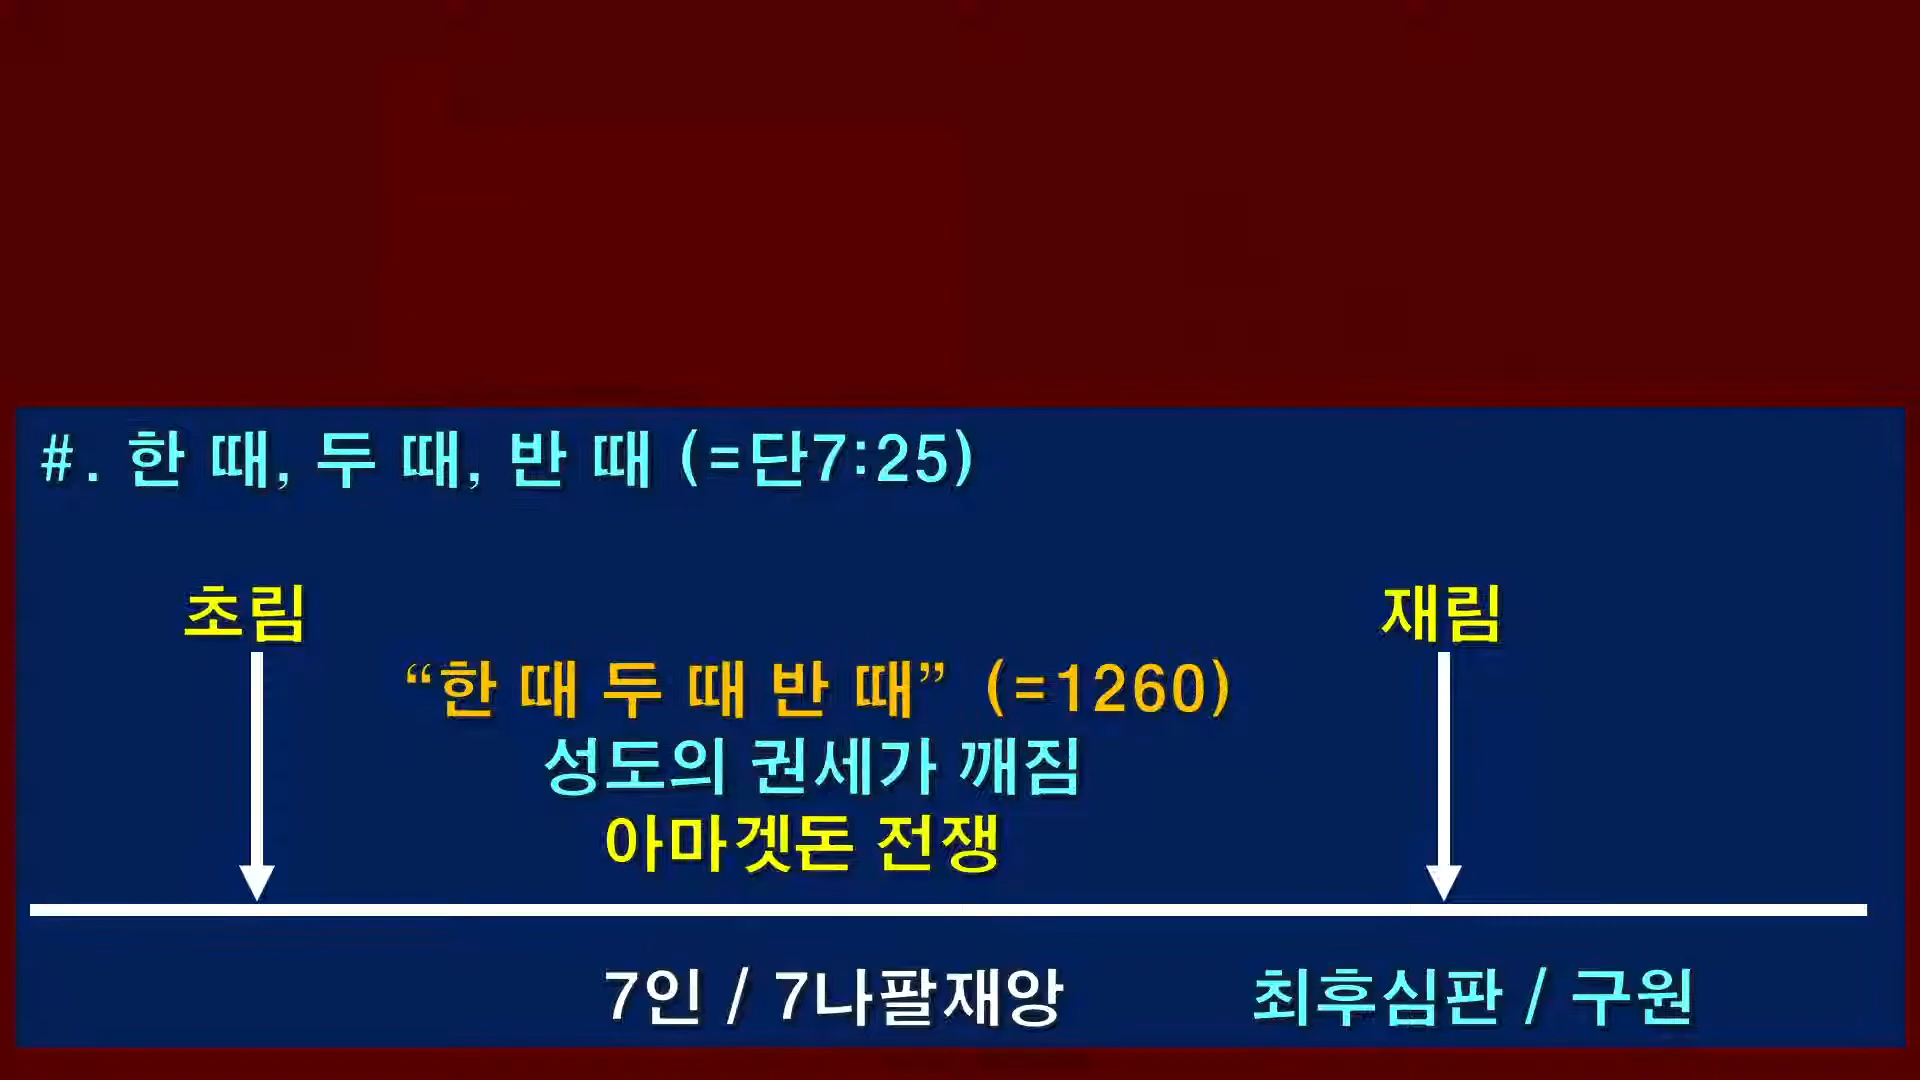 #. 한 때, 두 때, 반 때 (=단7:25)
초림
재림
“한 때 두 때 반 때” (=1260)
성도의 권세가 깨짐
아마겟돈 전쟁
7인 / 7나팔재앙
최후심판 / 구원